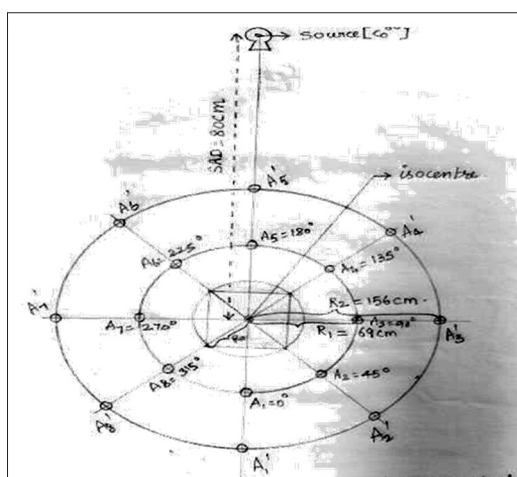 source [Co⁶⁰]
SAD = 80cm
isocentre
A'5
A'6
A'4
A5 = 180°
A6 = 225°
A4 = 135°
R2 = 156cm
A'7
A7 = 270°
A3 = 90°
A'3
R1 = 69cm
A8 = 315°
A2 = 45°
A1 = 0°
A'8
A'2
A'1